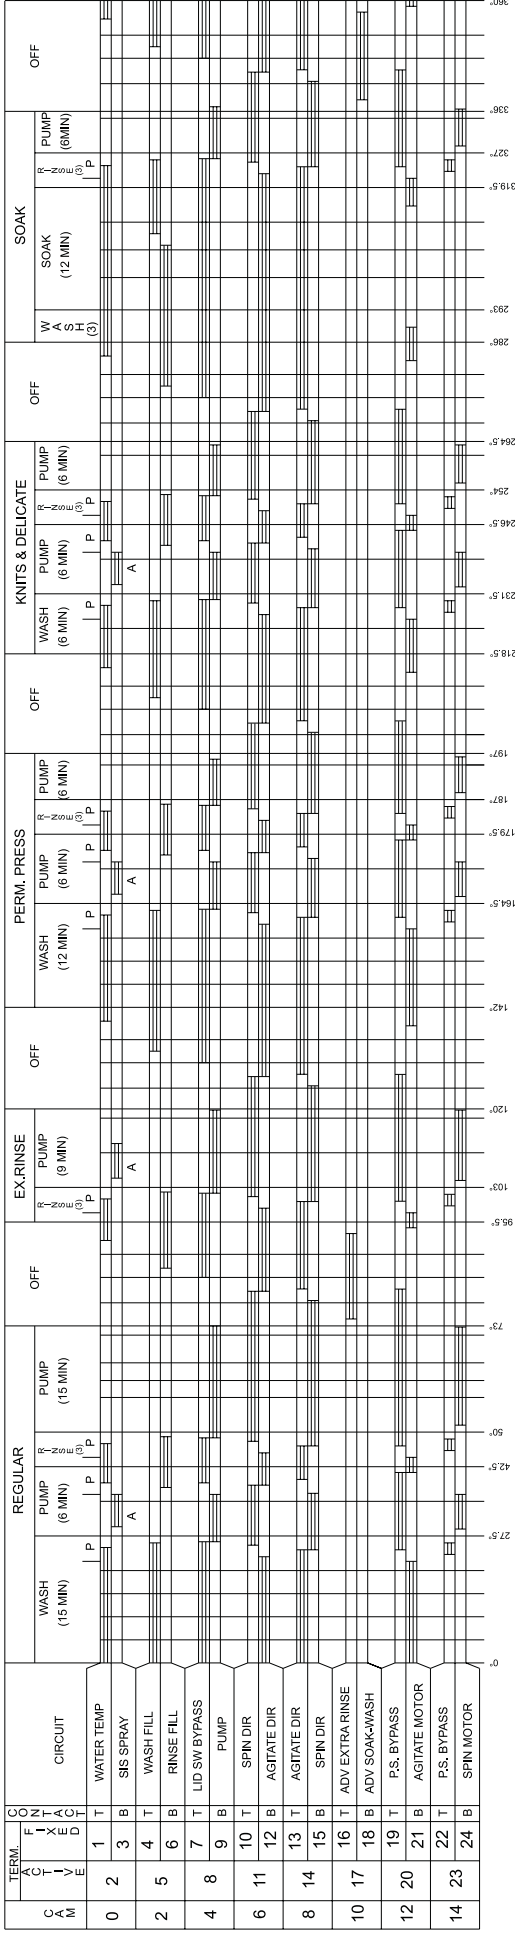 TERM.
CAM
ACTIVE
FIXED
CONTACT
CIRCUIT
REGULAR
OFF
EX.RINSE
OFF
PERM. PRESS
OFF
KNITS & DELICATE
OFF
SOAK
OFF
WASH
(15 MIN)
PUMP
(6 MIN)
RINSE
(3)
PUMP
(15 MIN)
RINSE
(3)
PUMP
(9 MIN)
WASH
(12 MIN)
PUMP
(6 MIN)
RINSE
(3)
PUMP
(6 MIN)
WASH
(6 MIN)
PUMP
(6 MIN)
RINSE
(3)
PUMP
(6 MIN)
WASH
(3)
SOAK
(12 MIN)
RINSE
(3)
PUMP
(6MIN)
0 2 1 T WATER TEMP P P P P P P P P P P P
3 B SIS SPRAY A A A A
2 5 4 T WASH FILL
6 B RINSE FILL
4 8 7 T LID SW BYPASS
9 B PUMP
6 11 10 T SPIN DIR
12 B AGITATE DIR
8 14 13 T AGITATE DIR
15 B SPIN DIR
10 17 16 T ADV EXTRA RINSE
18 B ADV SOAK-WASH
12 20 19 T P.S. BYPASS
21 B AGITATE MOTOR
14 23 22 T P.S. BYPASS
24 B SPIN MOTOR
0° 27.5° 42.5° 50° 73° 95.5° 103° 120° 142° 164.5° 179.5° 187° 197° 218.5° 231.5° 246.5° 254° 264.5° 286° 293° 319.5° 327° 336° 360°